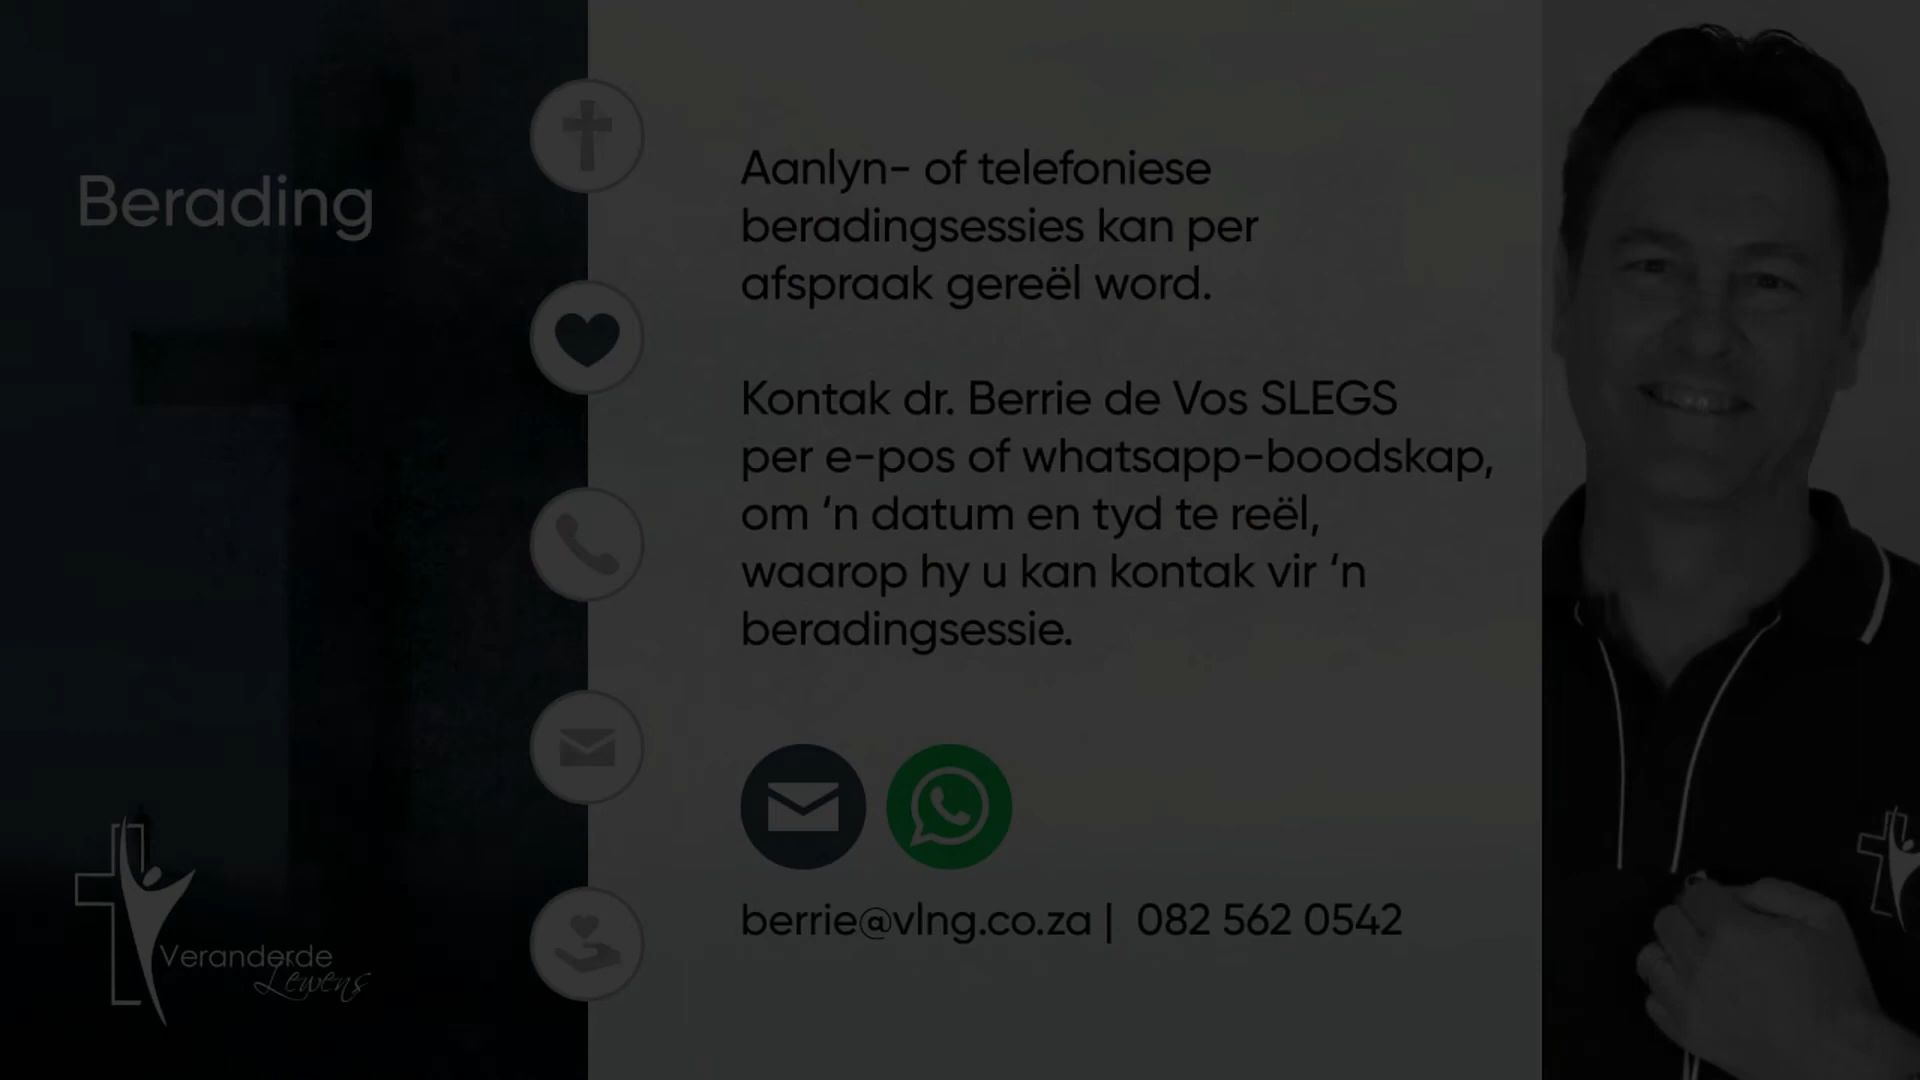 Berading
Aanlyn- of telefoniese
beradingsessies kan per
afspraak gereël word.
Kontak dr. Berrie de Vos SLEGS
per e-pos of whatsapp-boodskap,
om ‘n datum en tyd te reël,
waarop hy u kan kontak vir ‘n
beradingsessie.
berrie@vlng.co.za | 082 562 0542
Veranderde
Lewens